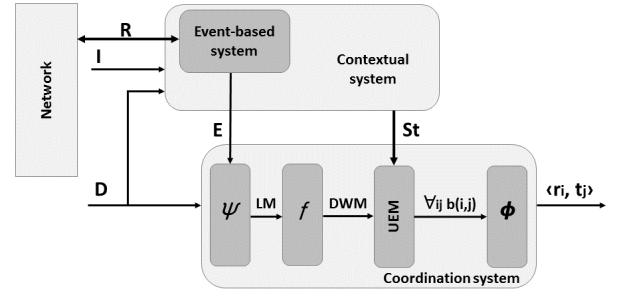 Network
R
I
D
Event-based
system
Contextual
system
E
St
ψ
LM
f
DWM
UEM
∀ij b(i,j)
ϕ
‹ri, tj›
Coordination system